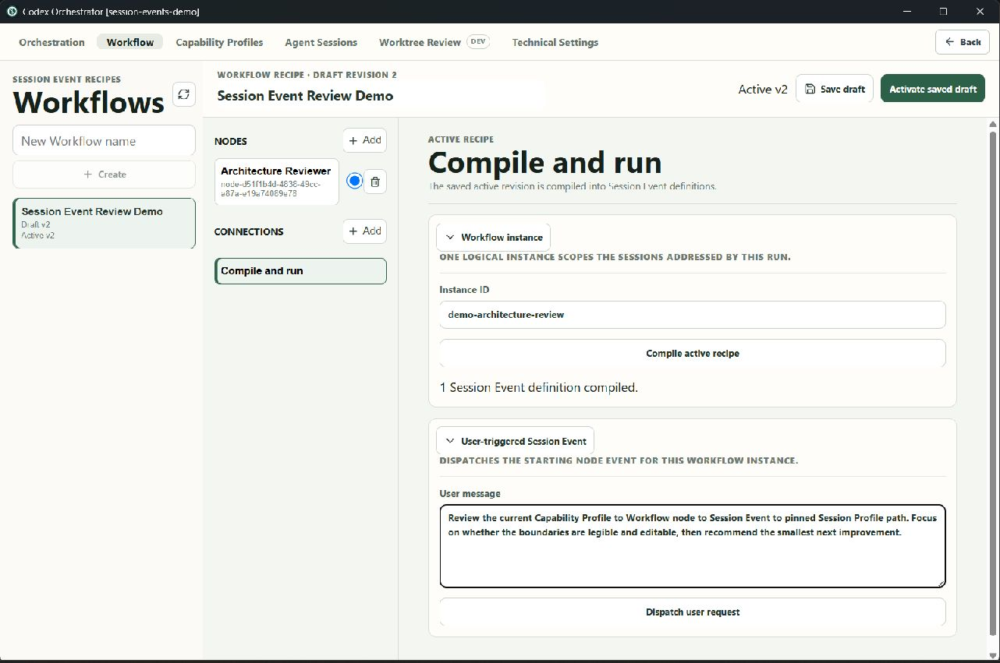 Codex Orchestrator [session-events-demo]
Orchestration
Workflow
Capability Profiles
Agent Sessions
Worktree Review DEV
Technical Settings
Back
SESSION EVENT RECIPES
Workflows
New Workflow name
+ Create
Session Event Review Demo
Draft v2
Active v2
WORKFLOW RECIPE · DRAFT REVISION 2
Session Event Review Demo
Active v2
Save draft
Activate saved draft
NODES
+ Add
Architecture Reviewer
node-d51f1b4d-4838-49cc-
a87a-e19a74089e78
CONNECTIONS
+ Add
Compile and run
ACTIVE RECIPE
Compile and run
The saved active revision is compiled into Session Event definitions.
Workflow instance
ONE LOGICAL INSTANCE SCOPES THE SESSIONS ADDRESSED BY THIS RUN.
Instance ID
demo-architecture-review
Compile active recipe
1 Session Event definition compiled.
User-triggered Session Event
DISPATCHES THE STARTING NODE EVENT FOR THIS WORKFLOW INSTANCE.
User message
Review the current Capability Profile to Workflow node to Session Event to pinned Session Profile path. Focus
on whether the boundaries are legible and editable, then recommend the smallest next improvement.
Dispatch user request